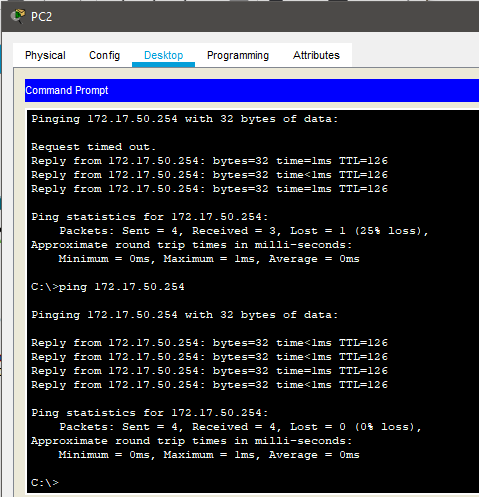 PC2
Physical Config Desktop Programming Attributes
Command Prompt
Pinging 172.17.50.254 with 32 bytes of data:
Request timed out.
Reply from 172.17.50.254: bytes=32 time=1ms TTL=126
Reply from 172.17.50.254: bytes=32 time<1ms TTL=126
Reply from 172.17.50.254: bytes=32 time=1ms TTL=126
Ping statistics for 172.17.50.254:
Packets: Sent = 4, Received = 3, Lost = 1 (25% loss),
Approximate round trip times in milli-seconds:
Minimum = 0ms, Maximum = 1ms, Average = 0ms
C:\>ping 172.17.50.254
Pinging 172.17.50.254 with 32 bytes of data:
Reply from 172.17.50.254: bytes=32 time<1ms TTL=126
Reply from 172.17.50.254: bytes=32 time<1ms TTL=126
Reply from 172.17.50.254: bytes=32 time=1ms TTL=126
Reply from 172.17.50.254: bytes=32 time<1ms TTL=126
Ping statistics for 172.17.50.254:
Packets: Sent = 4, Received = 4, Lost = 0 (0% loss),
Approximate round trip times in milli-seconds:
Minimum = 0ms, Maximum = 1ms, Average = 0ms
C:\>